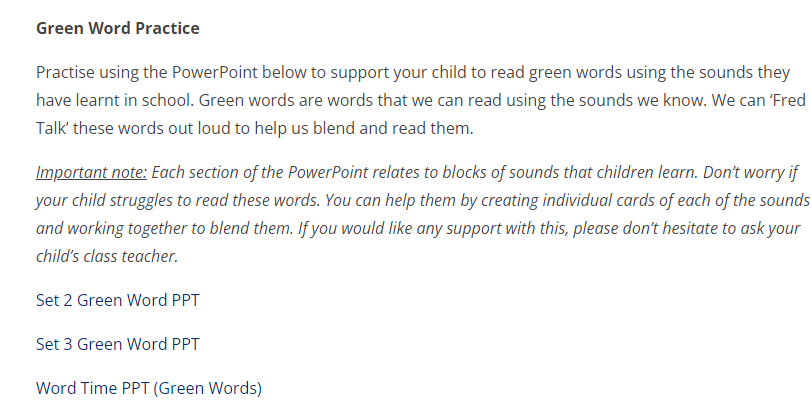 Green Word Practice
Practise using the PowerPoint below to support your child to read green words using the sounds they
have learnt in school. Green words are words that we can read using the sounds we know. We can ‘Fred
Talk’ these words out loud to help us blend and read them.
Important note: Each section of the PowerPoint relates to blocks of sounds that children learn. Don’t worry if
your child struggles to read these words. You can help them by creating individual cards of each of the sounds
and working together to blend them. If you would like any support with this, please don’t hesitate to ask your
child’s class teacher.
Set 2 Green Word PPT
Set 3 Green Word PPT
Word Time PPT (Green Words)